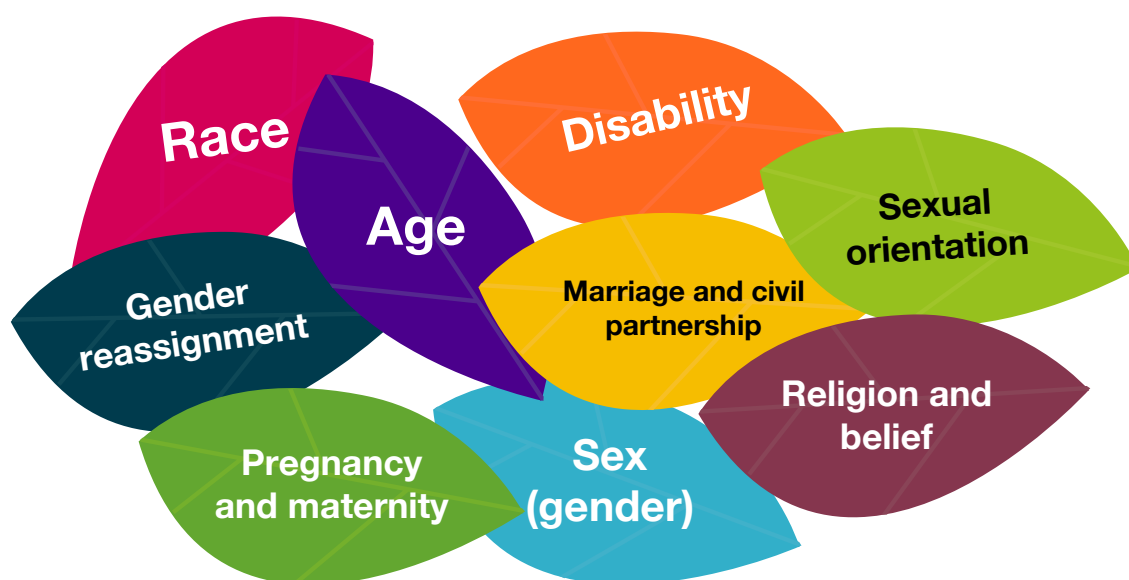 Race
Disability
Age
Sexual
orientation
Gender
reassignment
Marriage and civil
partnership
Religion and
belief
Pregnancy
and maternity
Sex
(gender)